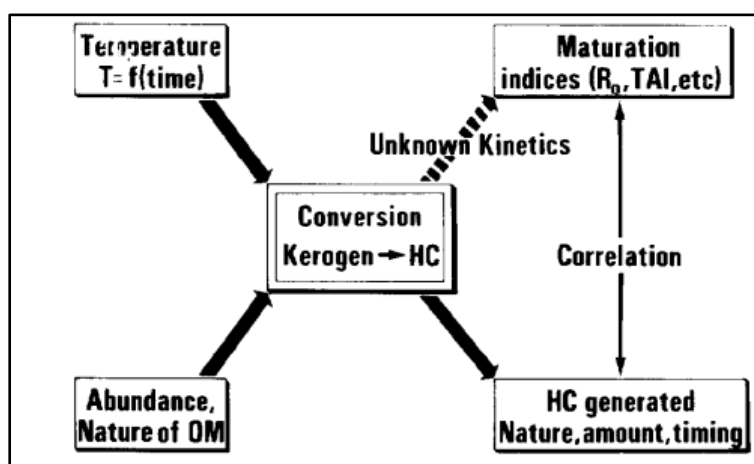 Temperature
T= f(time)
Maturation
indices (R₀,TAI,etc)
Unknown Kinetics
Conversion
Kerogen → HC
Correlation
Abundance,
Nature of OM
HC generated
Nature,amount,timing